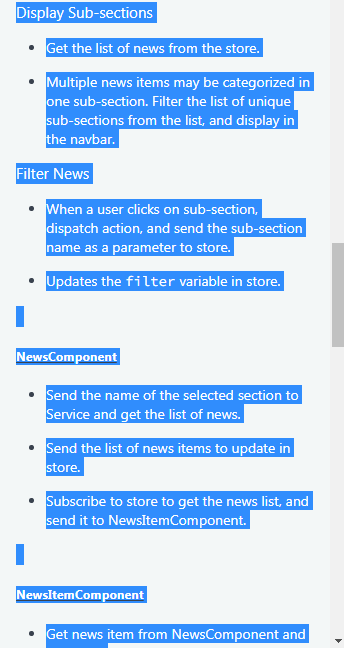 Display Sub-sections
Get the list of news from the store.
Multiple news items may be categorized in
one sub-section. Filter the list of unique
sub-sections from the list, and display in
the navbar.
Filter News
When a user clicks on sub-section,
dispatch action, and send the sub-section
name as a parameter to store.
Updates the filter variable in store.
NewsComponent
Send the name of the selected section to
Service and get the list of news.
Send the list of news items to update in
store.
Subscribe to store to get the news list, and
send it to NewsItemComponent.
NewsItemComponent
Get news item from NewsComponent and